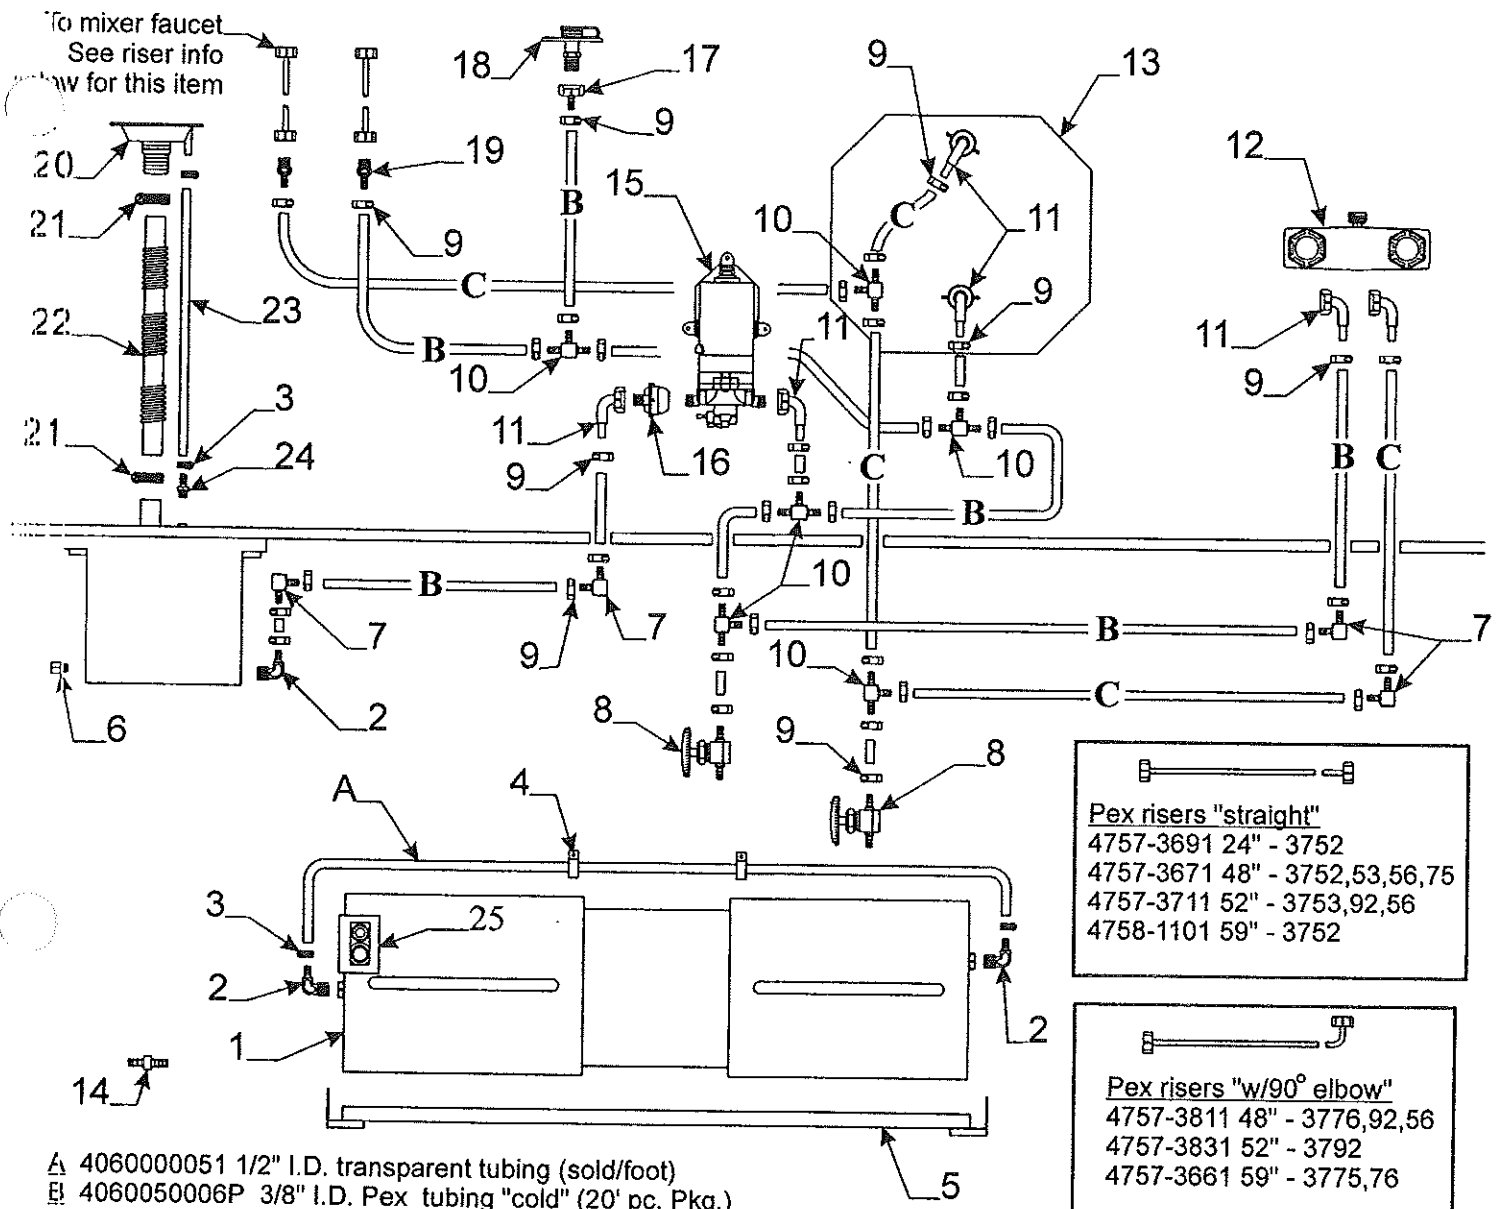 To mixer faucet
See riser info
for this item
18
17
9
9
13
20
19
12
21
15
B
C
10
11
9
C
9
22
23
B
11
11
10
9
3
11
16
10
21
24
9
C
B
B
C
10
B
7
9
7
B
10
7
6
2
8
9
C
8
A
4
3
25
2
1
2
14
5
Pex risers "straight"
4757-3691 24" - 3752
4757-3671 48" - 3752,53,56,75
4757-3711 52" - 3753,92,56
4758-1101 59" - 3752
Pex risers "w/90° elbow"
4757-3811 48" - 3776,92,56
4757-3831 52" - 3792
4757-3661 59" - 3775,76
A 4060000051 1/2" I.D. transparent tubing (sold/foot)
B 4060050006P 3/8" I.D. Pex tubing "cold" (20' pc. Pkg.)